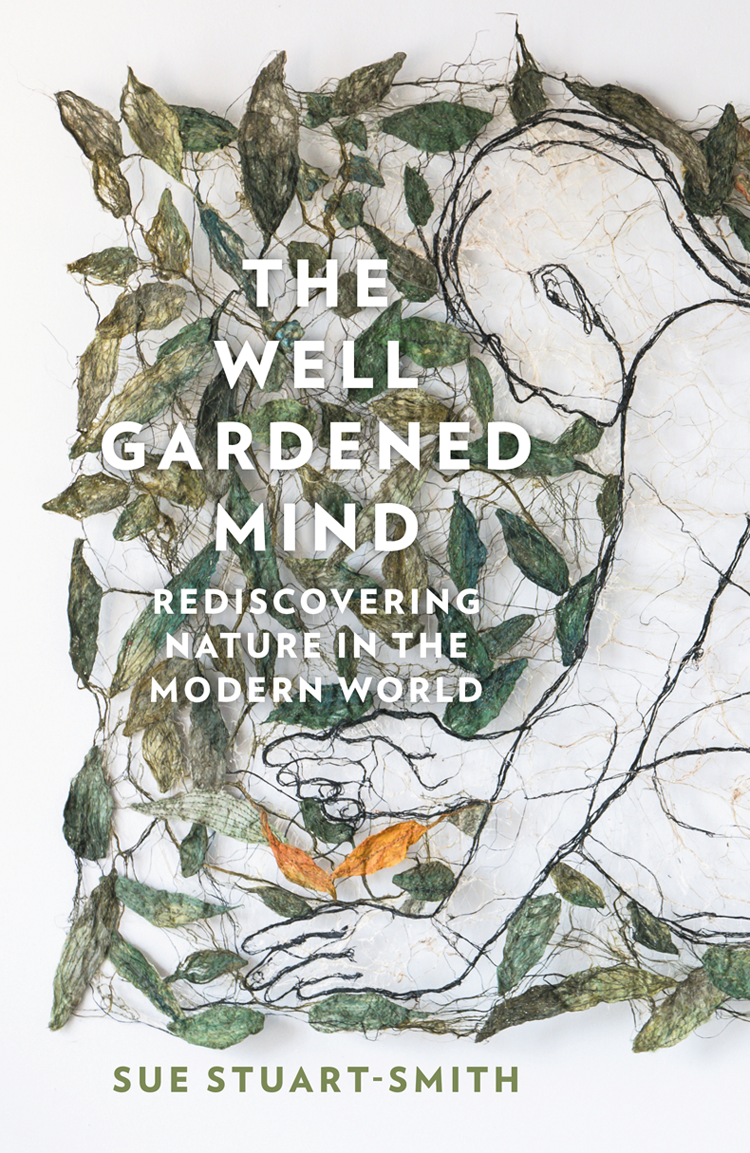 THE
WELL
GARDENED
MIND
REDISCOVERING
NATURE IN THE
MODERN WORLD
SUE STUART-SMITH